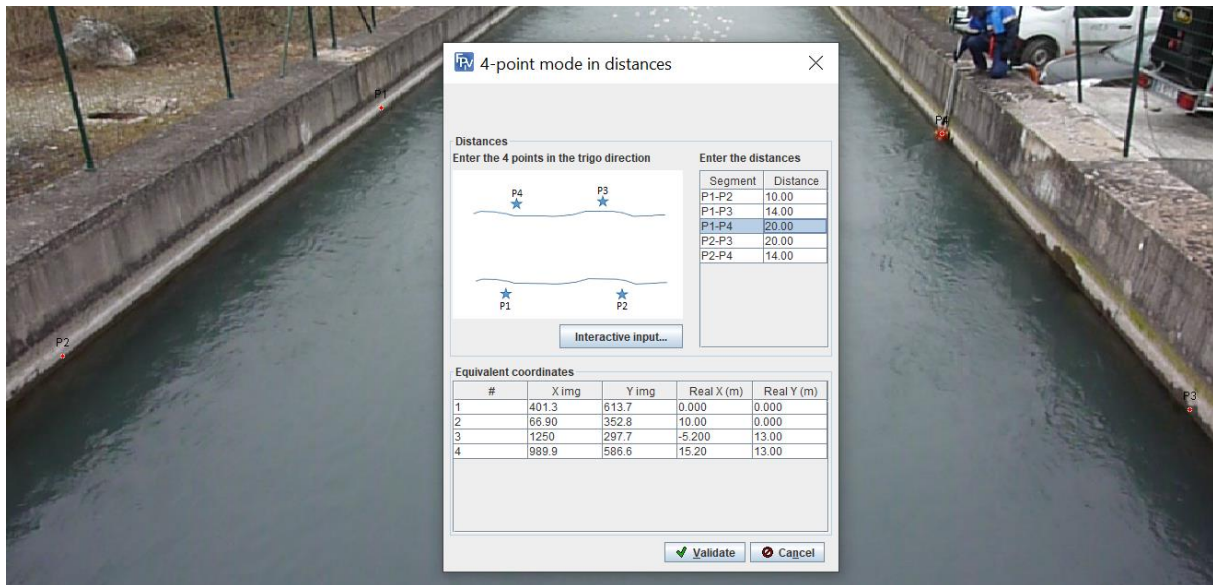 4-point mode in distances
Distances
Enter the 4 points in the trigo direction
Enter the distances
P4
P3
P1
P2
Segment Distance
P1-P2 10.00
P1-P3 14.00
P1-P4 20.00
P2-P3 20.00
P2-P4 14.00
Interactive input...
Equivalent coordinates
# X img Y img Real X (m) Real Y (m)
1 401.3 613.7 0.000 0.000
2 66.90 352.8 10.00 0.000
3 1250 297.7 -5.200 13.00
4 989.9 586.6 15.20 13.00
Validate Cancel
P1
P4
P2
P3